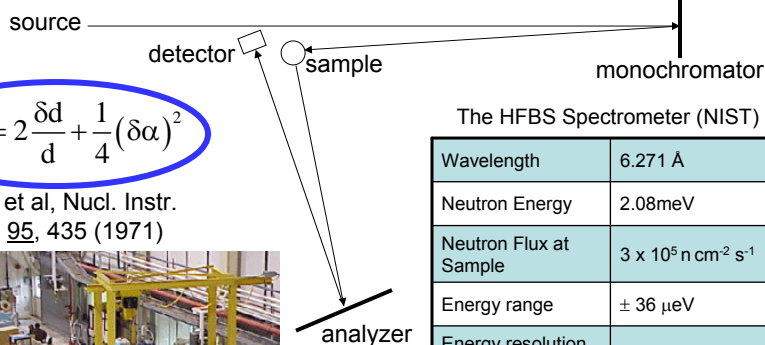 source
detector
sample
monochromator
= 2 δd/d + 1/4 (δα)²
et al, Nucl. Instr.
95, 435 (1971)
analyzer
The HFBS Spectrometer (NIST)
Wavelength 6.271 Å
Neutron Energy 2.08meV
Neutron Flux at Sample 3 x 10⁵ n cm⁻² s⁻¹
Energy range ± 36 μeV
Energy resolution